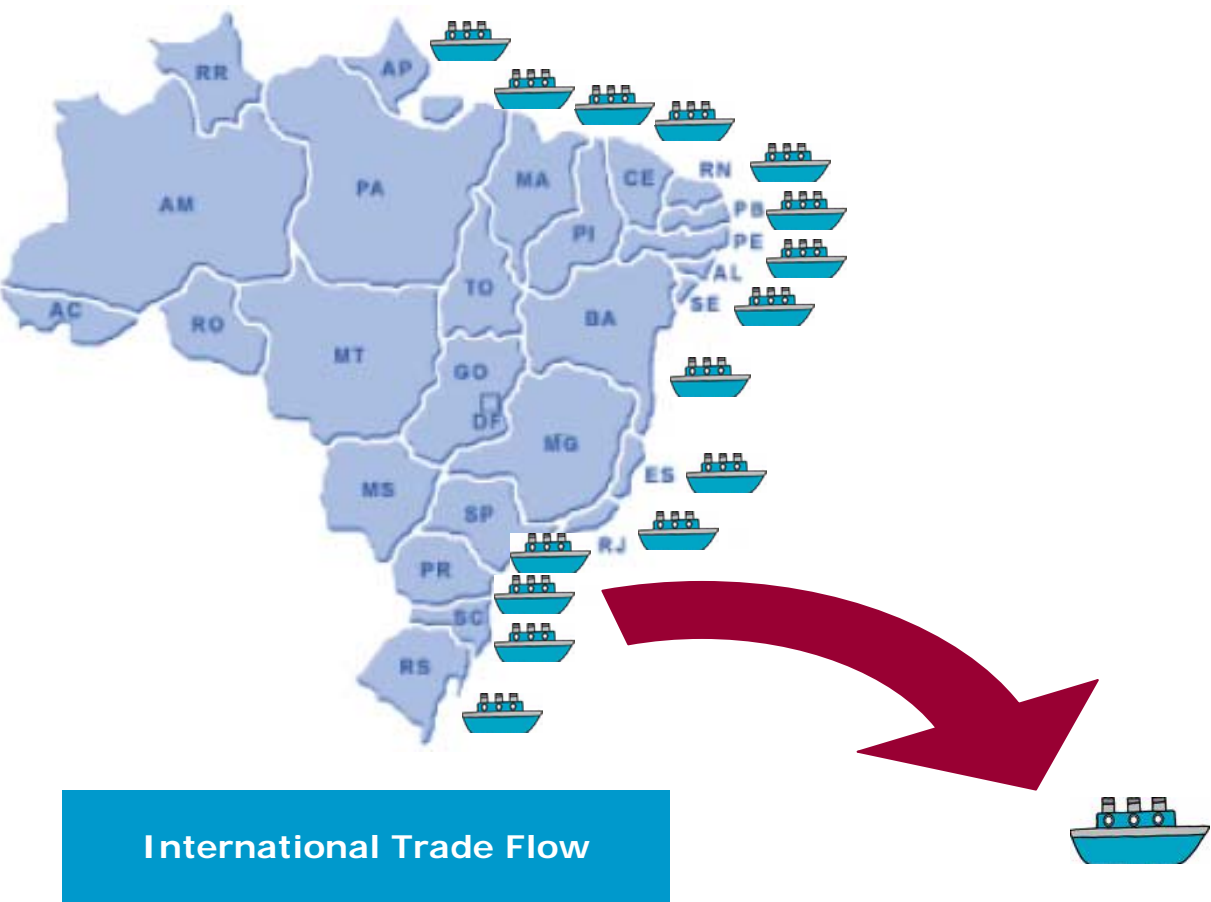 RR
AP
AM
PA
MA
CE
RN
PB
PI
PE
AL
SE
TO
BA
AC
RO
MT
GO
DF
MG
ES
MS
SP
RJ
PR
SC
RS
International Trade Flow